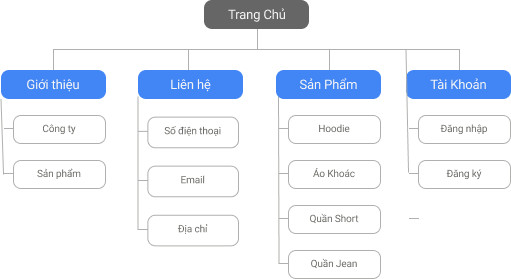 Trang Chủ
Giới thiệu
Liên hệ
Sản Phẩm
Tài Khoản
Công ty
Sản phẩm
Số điện thoại
Email
Địa chỉ
Hoodie
Áo Khoác
Quần Short
Quần Jean
Đăng nhập
Đăng ký